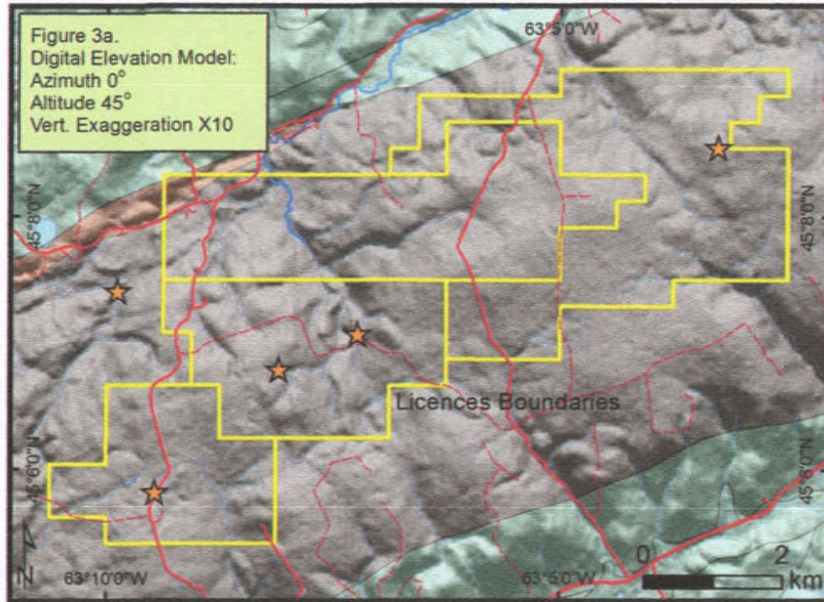 Figure 3a.
Digital Elevation Model:
Azimuth 0°
Altitude 45°
Vert. Exaggeration X10
63°5'0"W
45°8'0"N
45°8'0"N
Licences Boundaries
45°6'0"N
45°6'0"N
N
63°10'0"W
63°5'0"W
0 2
km